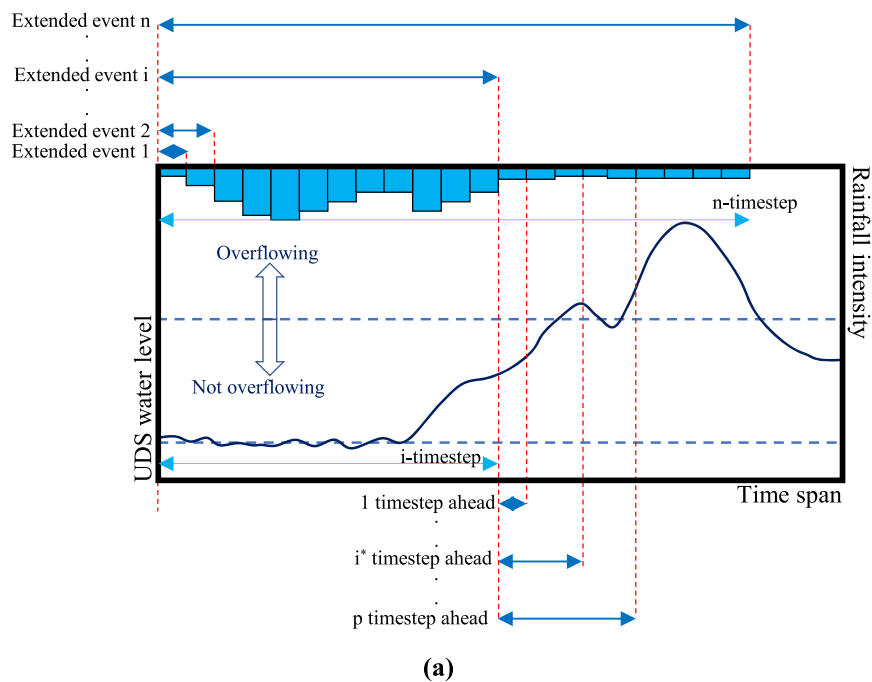 Extended event n
.
.
Extended event i
.
.
Extended event 2
Extended event 1
Rainfall intensity
n-timestep
Overflowing
Not overflowing
UDS water level
i-timestep
Time span
1 timestep ahead
.
.
i* timestep ahead
.
.
p timestep ahead
(a)